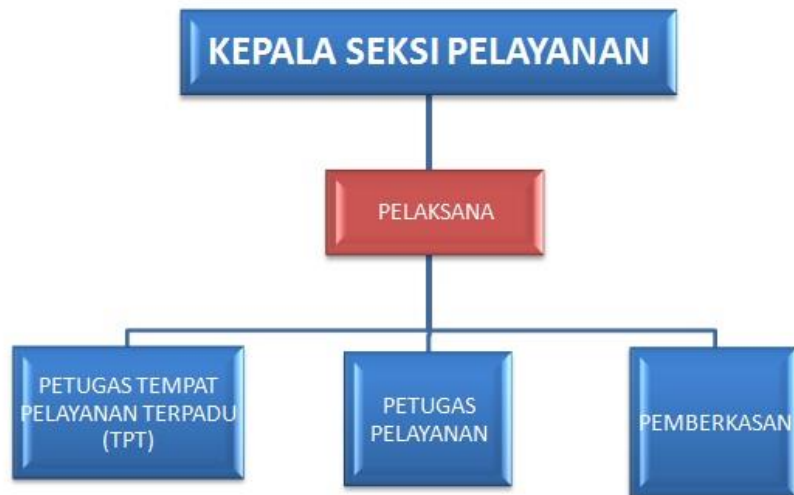 KEPALA SEKSI PELAYANAN
PELAKSANA
PETUGAS TEMPAT
PELAYANAN TERPADU
(TPT)
PETUGAS
PELAYANAN
PEMBERKASAN